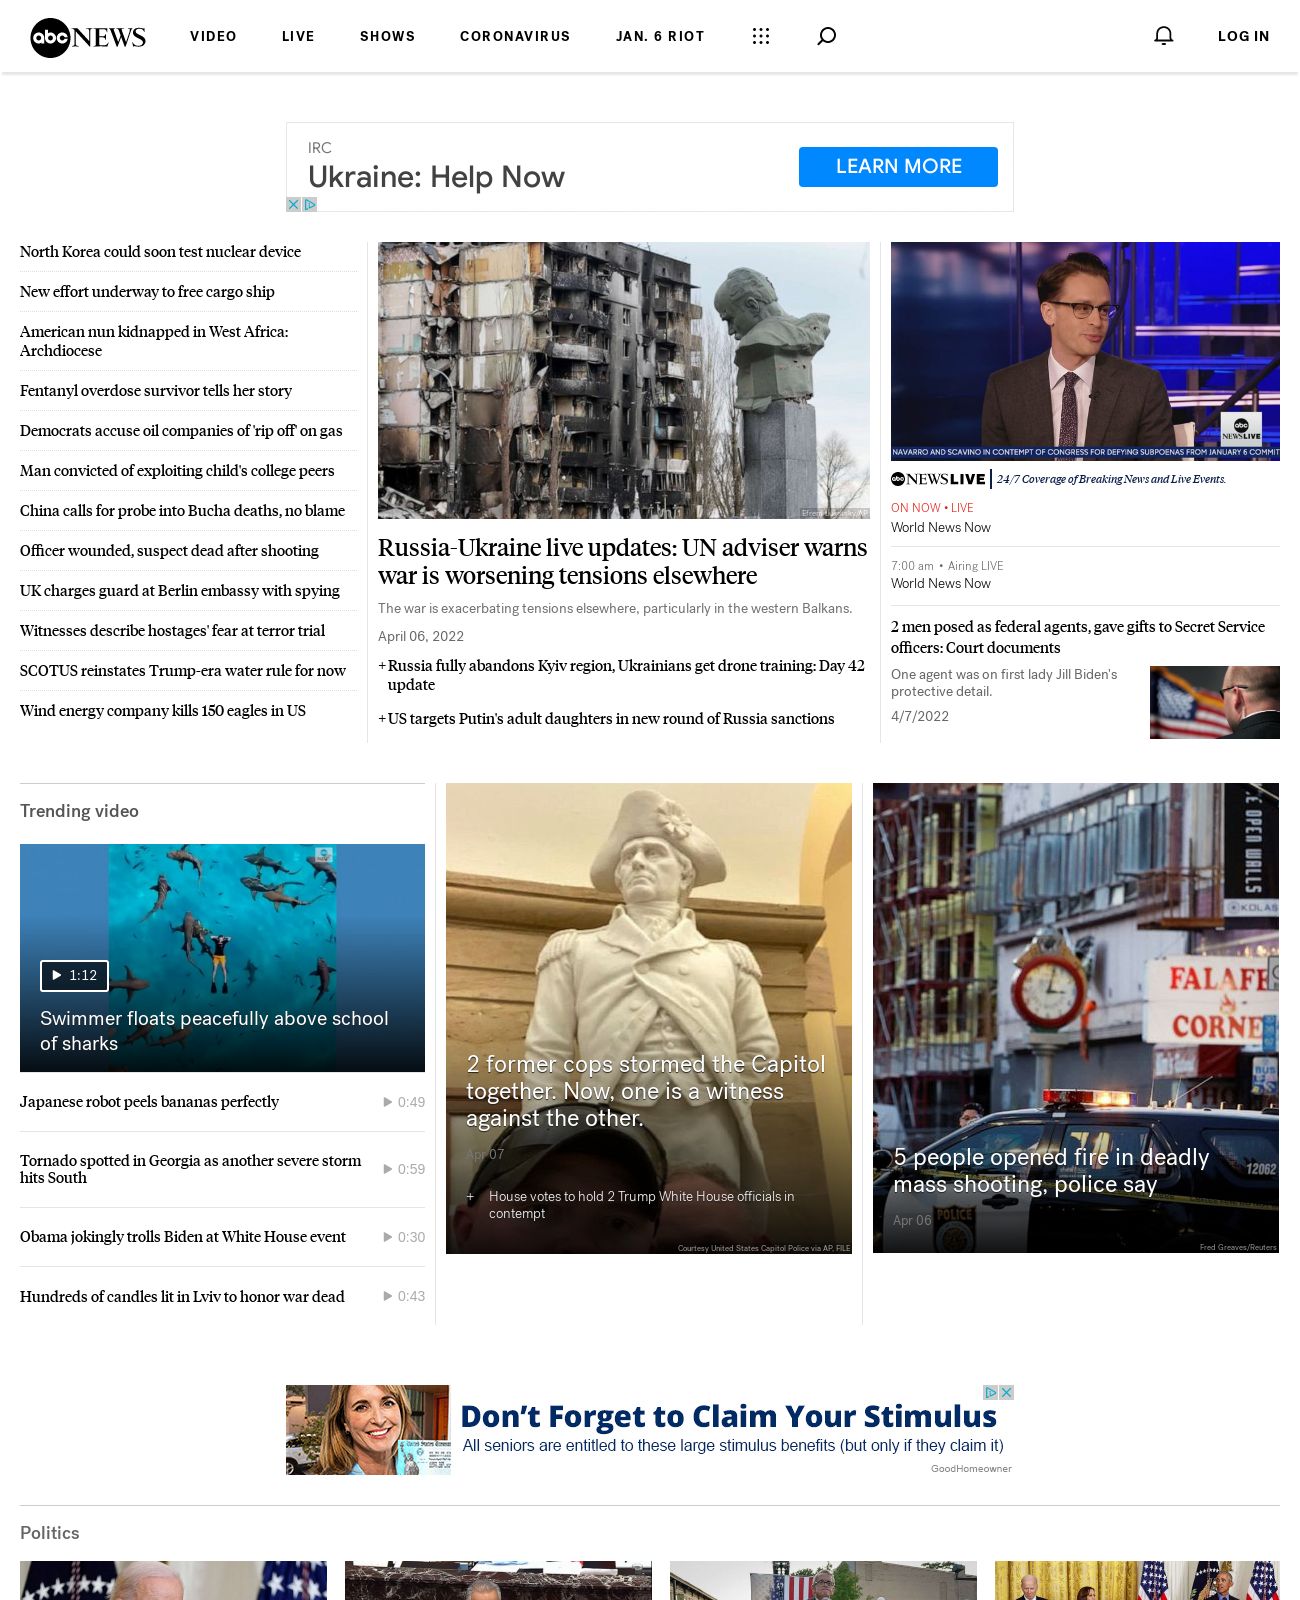 abc NEWS
VIDEO
LIVE
SHOWS
CORONAVIRUS
JAN. 6 RIOT
LOG IN
IRC
Ukraine: Help Now
LEARN MORE
North Korea could soon test nuclear device
New effort underway to free cargo ship
American nun kidnapped in West Africa:
Archdiocese
Fentanyl overdose survivor tells her story
Democrats accuse oil companies of 'rip off' on gas
Man convicted of exploiting child's college peers
China calls for probe into Bucha deaths, no blame
Officer wounded, suspect dead after shooting
UK charges guard at Berlin embassy with spying
Witnesses describe hostages' fear at terror trial
SCOTUS reinstates Trump-era water rule for now
Wind energy company kills 150 eagles in US
Russia-Ukraine live updates: UN adviser warns
war is worsening tensions elsewhere
The war is exacerbating tensions elsewhere, particularly in the western Balkans.
April 06, 2022
+ Russia fully abandons Kyiv region, Ukrainians get drone training: Day 42
update
+ US targets Putin's adult daughters in new round of Russia sanctions
abc
NEWS LIVE
NAVARRO AND SCAVINO IN CONTEMPT OF CONGRESS FOR DEFYING SUBPOENAS FROM JANUARY 6 COMMIT
abc NEWS LIVE 24/7 Coverage of Breaking News and Live Events.
ON NOW • LIVE
World News Now
7:00 am • Airing LIVE
World News Now
2 men posed as federal agents, gave gifts to Secret Service
officers: Court documents
One agent was on first lady Jill Biden's
protective detail.
4/7/2022
Trending video
1:12
Swimmer floats peacefully above school
of sharks
Japanese robot peels bananas perfectly 0:49
Tornado spotted in Georgia as another severe storm
hits South 0:59
Obama jokingly trolls Biden at White House event 0:30
Hundreds of candles lit in Lviv to honor war dead 0:43
2 former cops stormed the Capitol
together. Now, one is a witness
against the other.
Apr 07
+ House votes to hold 2 Trump White House officials in
contempt
Courtesy United States Capitol Police via AP, FILE
OPEN WALLS
KOLAS
FALAFE
CORNE
BUS
12062
POLICE
5 people opened fire in deadly
mass shooting, police say
Apr 06
Fred Greaves/Reuters
Don't Forget to Claim Your Stimulus
All seniors are entitled to these large stimulus benefits (but only if they claim it)
GoodHomeowner
Politics